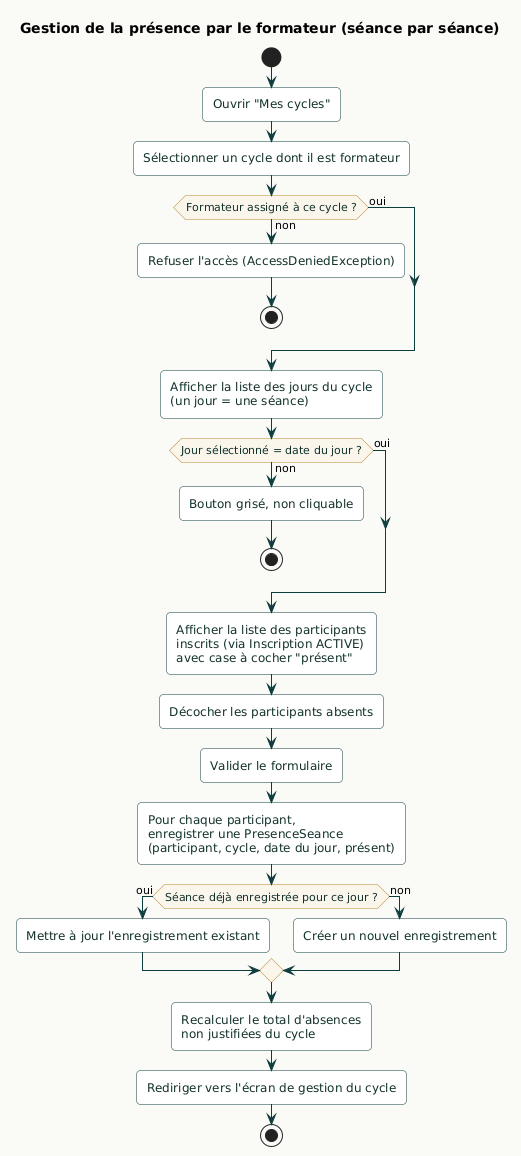 Gestion de la présence par le formateur (séance par séance)
Ouvrir "Mes cycles"
Sélectionner un cycle dont il est formateur
Formateur assigné à ce cycle ?
oui
non
Refuser l'accès (AccessDeniedException)
Afficher la liste des jours du cycle
(un jour = une séance)
Jour sélectionné = date du jour ?
oui
non
Bouton grisé, non cliquable
Afficher la liste des participants
inscrits (via Inscription ACTIVE)
avec case à cocher "présent"
Décocher les participants absents
Valider le formulaire
Pour chaque participant,
enregistrer une PresenceSeance
(participant, cycle, date du jour, présent)
oui
Séance déjà enregistrée pour ce jour ?
non
Mettre à jour l'enregistrement existant
Créer un nouvel enregistrement
Recalculer le total d'absences
non justifiées du cycle
Rediriger vers l'écran de gestion du cycle